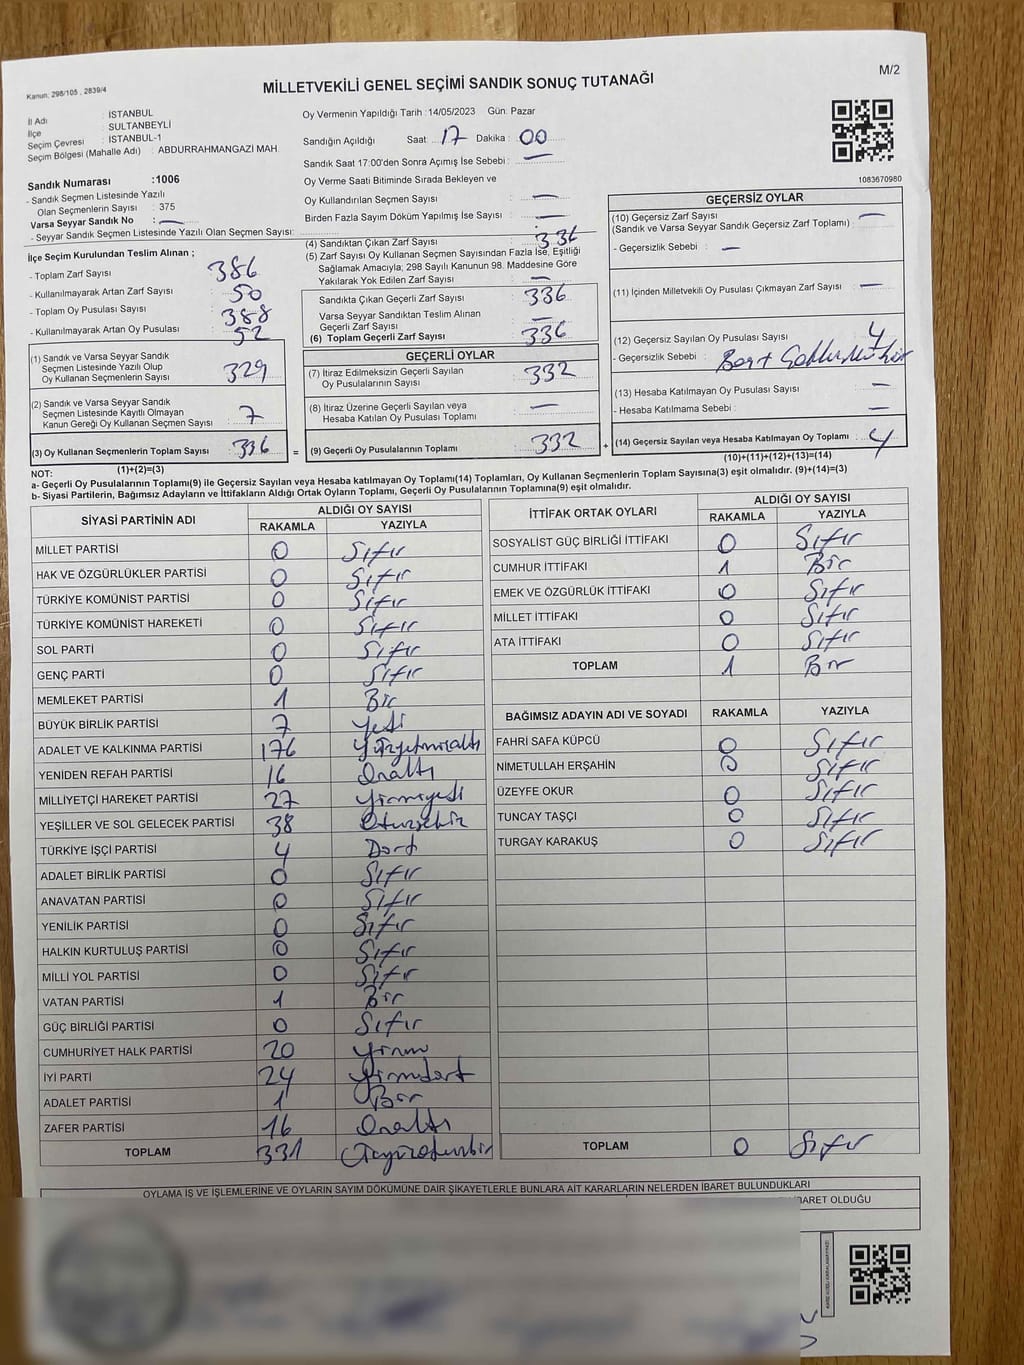 Kanun: 298/105 , 2839/4
MİLLETVEKİLİ GENEL SEÇİMİ SANDIK SONUÇ TUTANAĞI
M/2
İl Adı : İSTANBUL
İlçe : SULTANBEYLİ
Seçim Çevresi : İSTANBUL-1
Seçim Bölgesi (Mahalle Adı) : ABDURRAHMANGAZİ MAH.
Sandık Numarası :1006
- Sandık Seçmen Listesinde Yazılı
Olan Seçmenlerin Sayısı : 375
Varsa Seyyar Sandık No : —
- Seyyar Sandık Seçmen Listesinde Yazılı Olan Seçmen Sayısı:
Oy Vermenin Yapıldığı Tarih :14/05/2023 Gün: Pazar
Sandığın Açıldığı Saat 17 Dakika : 00
Sandık Saat 17:00'den Sonra Açımış İse Sebebi : —
Oy Verme Saati Bitiminde Sırada Bekleyen ve
Oy Kullandırılan Seçmen Sayısı : —
Birden Fazla Sayım Döküm Yapılmış İse Sayısı : —
1083670980
İlçe Seçim Kurulundan Teslim Alınan ;
- Toplam Zarf Sayısı : 386
- Kullanılmayarak Artan Zarf Sayısı : 50
- Toplam Oy Pusulası Sayısı : 388
- Kullanılmayarak Artan Oy Pusulası : 52
(1) Sandık ve Varsa Seyyar Sandık
Seçmen Listesinde Yazılı Olup
Oy Kullanan Seçmenlerin Sayısı : 329
(2) Sandık ve Varsa Seyyar Sandık
Seçmen Listesinde Kayıtlı Olmayan
Kanun Gereği Oy Kullanan Seçmen Sayısı : 7
(3) Oy Kullanan Seçmenlerin Toplam Sayısı : 336
(4) Sandıktan Çıkan Zarf Sayısı : 336
(5) Zarf Sayısı Oy Kullanan Seçmen Sayısından Fazla İse, Eşitliği
Sağlamak Amacıyla; 298 Sayılı Kanunun 98. Maddesine Göre
Yakılarak Yok Edilen Zarf Sayısı : —
Sandıkta Çıkan Geçerli Zarf Sayısı : 336
Varsa Seyyar Sandıktan Teslim Alınan
Geçerli Zarf Sayısı : —
(6) Toplam Geçerli Zarf Sayısı : 336
GEÇERLİ OYLAR
(7) İtiraz Edilmeksizin Geçerli Sayılan
Oy Pusulalarının Sayısı : 332
(8) İtiraz Üzerine Geçerli Sayılan veya
Hesaba Katılan Oy Pusulası Toplamı : —
= (9) Geçerli Oy Pusulalarının Toplamı : 332
GEÇERSİZ OYLAR
(10) Geçersiz Zarf Sayısı : —
(Sandık ve Varsa Seyyar Sandık Geçersiz Zarf Toplamı)
- Geçersizlik Sebebi : —
(11) İçinden Milletvekili Oy Pusulası Çıkmayan Zarf Sayısı : —
(12) Geçersiz Sayılan Oy Pusulası Sayısı : 4
- Geçersizlik Sebebi :
(13) Hesaba Katılmayan Oy Pusulası Sayısı : —
- Hesaba Katılmama Sebebi : —
+ (14) Geçersiz Sayılan veya Hesaba Katılmayan Oy Toplamı : 4
(10)+(11)+(12)+(13)=(14)
NOT: (1)+(2)=(3)
a- Geçerli Oy Pusulalarının Toplamı(9) ile Geçersiz Sayılan veya Hesaba katılmayan Oy Toplamı(14) Toplamları, Oy Kullanan Seçmenlerin Toplam Sayısına(3) eşit olmalıdır. (9)+(14)=(3)
b- Siyasi Partilerin, Bağımsız Adayların ve İttifakların Aldığı Ortak Oyların Toplamı, Geçerli Oy Pusulalarının Toplamına(9) eşit olmalıdır.
SİYASİ PARTİNİN ADI ALDIĞI OY SAYISI
RAKAMLA YAZIYLA
MİLLET PARTİSİ 0 Sıfır
HAK VE ÖZGÜRLÜKLER PARTİSİ 0 Sıfır
TÜRKİYE KOMÜNİST PARTİSİ 0 Sıfır
TÜRKİYE KOMÜNİST HAREKETİ 0 Sıfır
SOL PARTİ 0 Sıfır
GENÇ PARTİ 0 Sıfır
MEMLEKET PARTİSİ 1 Bir
BÜYÜK BİRLİK PARTİSİ 7 Yedi
ADALET VE KALKINMA PARTİSİ 176 Yüzyetmişaltı
YENİDEN REFAH PARTİSİ 16 Onaltı
MİLLİYETÇİ HAREKET PARTİSİ 27 Yirmiyedi
YEŞİLLER VE SOL GELECEK PARTİSİ 38 Otuzsekiz
TÜRKİYE İŞÇİ PARTİSİ 4 Dört
ADALET BİRLİK PARTİSİ 0 Sıfır
ANAVATAN PARTİSİ 0 Sıfır
YENİLİK PARTİSİ 0 Sıfır
HALKIN KURTULUŞ PARTİSİ 0 Sıfır
MİLLİ YOL PARTİSİ 0 Sıfır
VATAN PARTİSİ 1 Bir
GÜÇ BİRLİĞİ PARTİSİ 0 Sıfır
CUMHURİYET HALK PARTİSİ 20 Yirmi
İYİ PARTİ 24 Yirmidört
ADALET PARTİSİ 1 Bir
ZAFER PARTİSİ 16 Onaltı
TOPLAM 331 Üçyüzotuzbir
İTTİFAK ORTAK OYLARI ALDIĞI OY SAYISI
RAKAMLA YAZIYLA
SOSYALİST GÜÇ BİRLİĞİ İTTİFAKI 0 Sıfır
CUMHUR İTTİFAKI 1 Bir
EMEK VE ÖZGÜRLÜK İTTİFAKI 0 Sıfır
MİLLET İTTİFAKI 0 Sıfır
ATA İTTİFAKI 0 Sıfır
TOPLAM 1 Bir
BAĞIMSIZ ADAYIN ADI VE SOYADI RAKAMLA YAZIYLA
FAHRİ SAFA KÜPCÜ 0 Sıfır
NİMETULLAH ERŞAHİN 0 Sıfır
ÜZEYFE OKUR 0 Sıfır
TUNCAY TAŞÇI 0 Sıfır
TURGAY KARAKUŞ 0 Sıfır
TOPLAM 0 Sıfır
OYLAMA İŞ VE İŞLEMLERİNE VE OYLARIN SAYIM DÖKÜMÜNE DAİR ŞİKAYETLERLE BUNLARA AİT KARARLARIN NELERDEN İBARET BULUNDUKLARI
İBARET OLDUĞU